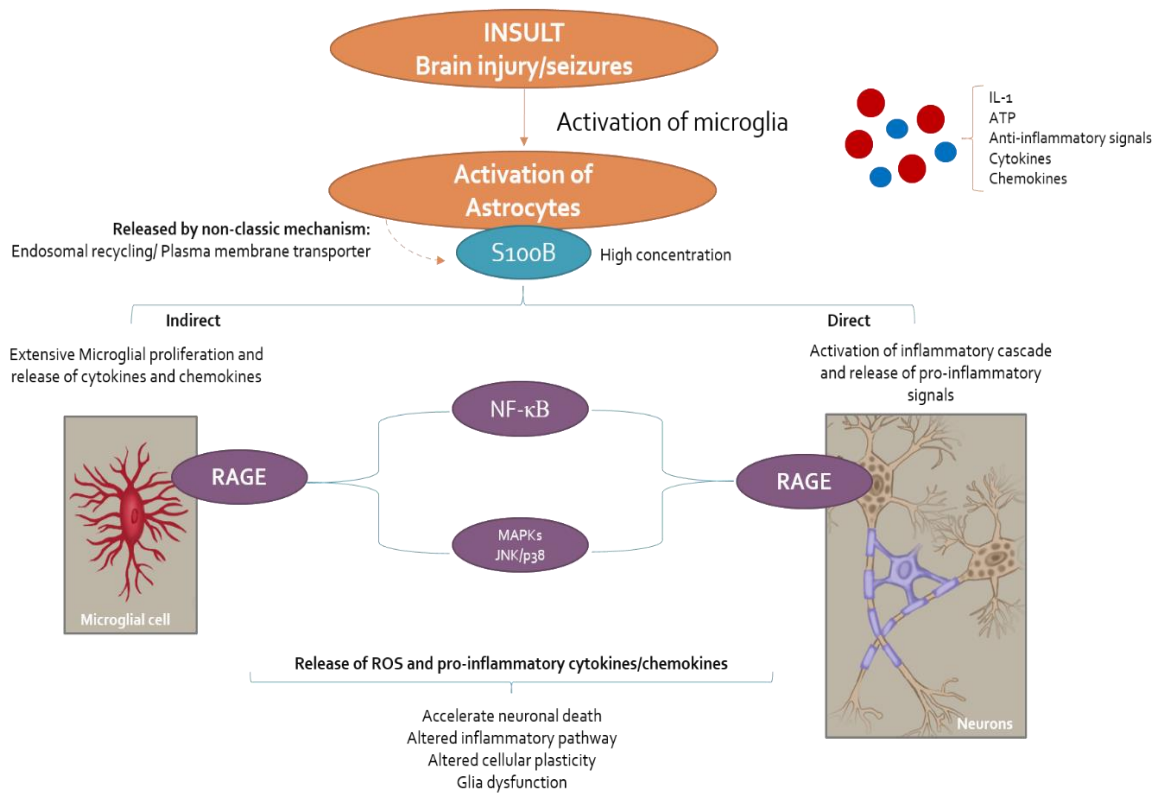 INSULT
Brain injury/seizures
Activation of microglia
IL-1
ATP
Anti-inflammatory signals
Cytokines
Chemokines
Activation of
Astrocytes
Released by non-classic mechanism:
Endosomal recycling/ Plasma membrane transporter
S100B
High concentration
Indirect
Extensive Microglial proliferation and
release of cytokines and chemokines
Direct
Activation of inflammatory cascade
and release of pro-inflammatory
signals
NF-κB
RAGE
RAGE
MAPKs
JNK/p38
Microglial cell
Neurons
Release of ROS and pro-inflammatory cytokines/chemokines
Accelerate neuronal death
Altered inflammatory pathway
Altered cellular plasticity
Glia dysfunction